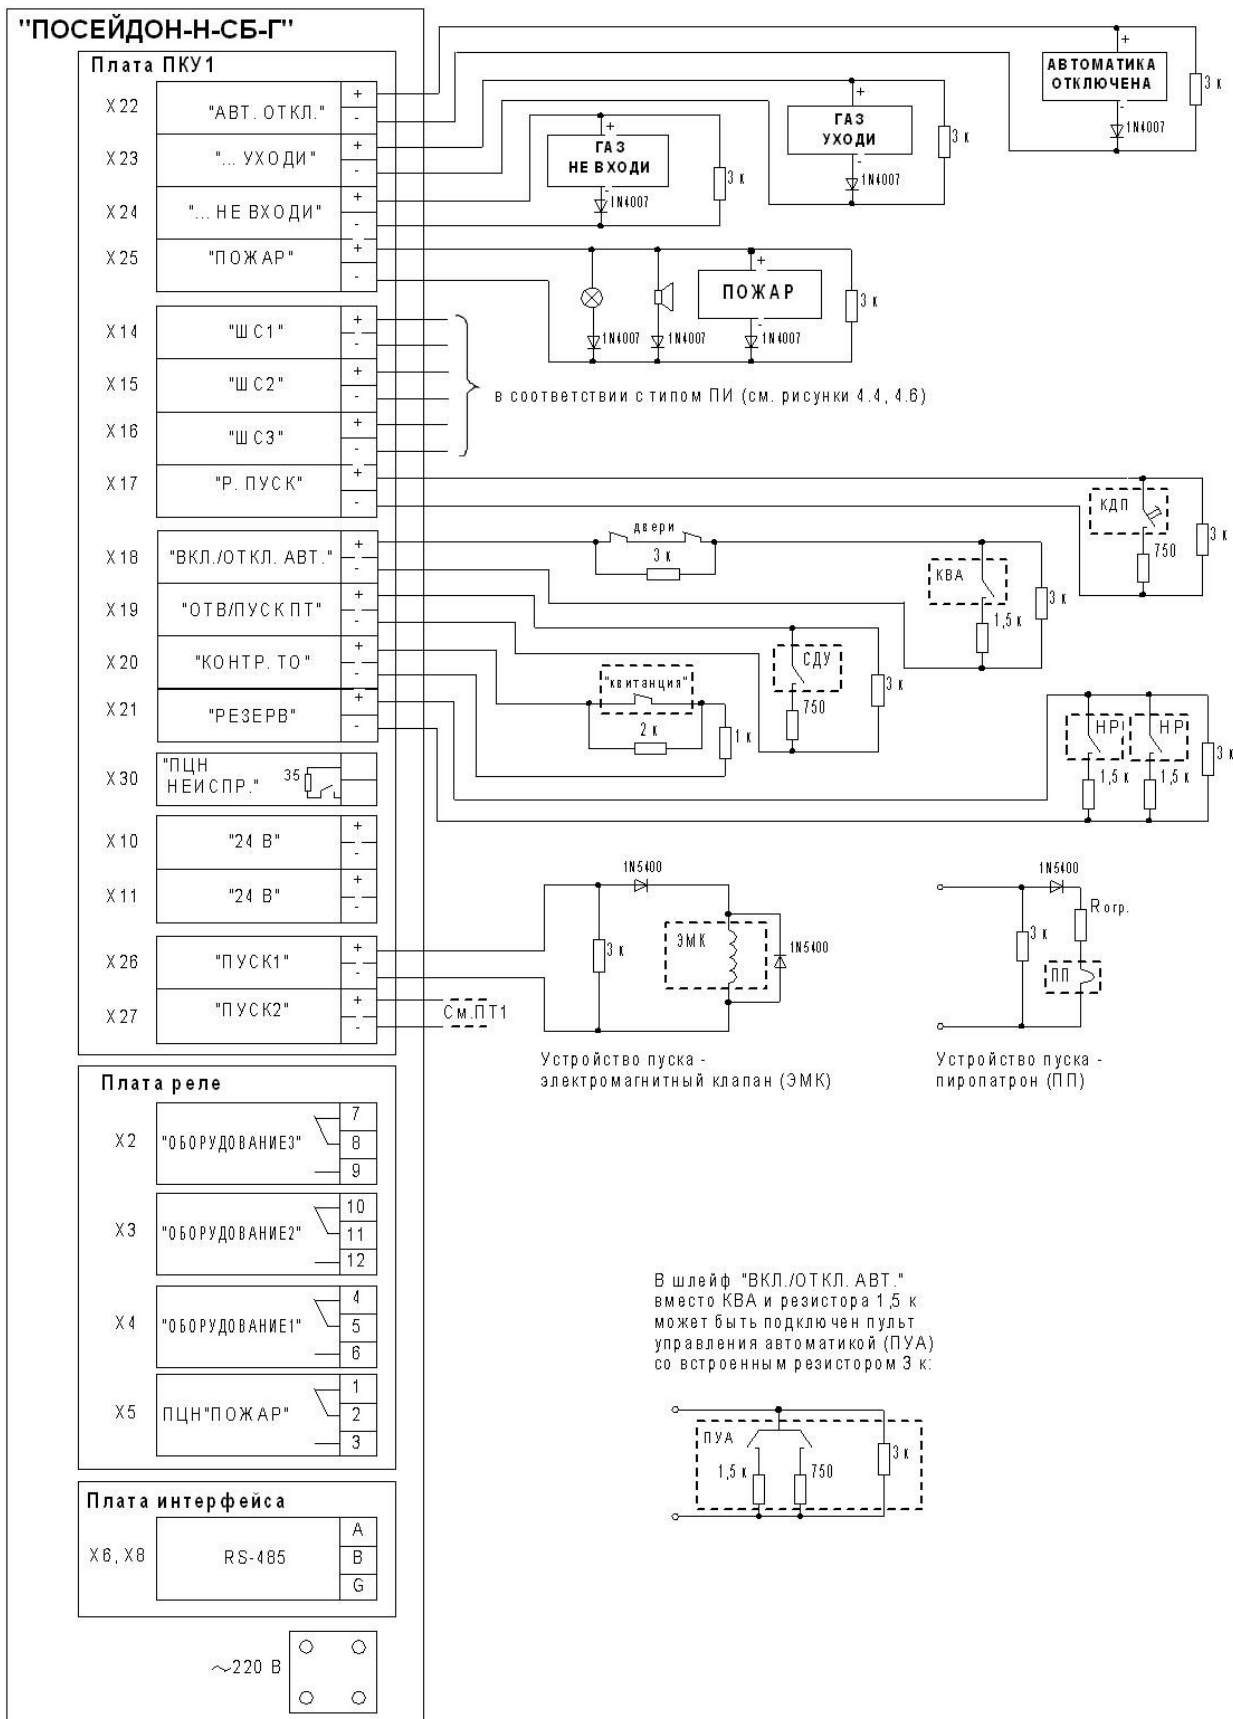 "ПОСЕЙДОН-Н-СБ-Г"
Плата ПКУ1
X22 "АВТ. ОТКЛ." + -
X23 "... УХОДИ" + -
X24 "... НЕ ВХОДИ" + -
X25 "ПОЖАР" + -
X14 "ШС1" + -
X15 "ШС2" + -
X16 "ШС3" + -
X17 "Р. ПУСК" + -
X18 "ВКЛ./ОТКЛ. АВТ." + -
X19 "ОТВ/ПУСК ПТ" + -
X20 "КОНТР. ТО" + -
X21 "РЕЗЕРВ" + -
X30 "ПЦН
НЕИСПР." 35
X10 "24 В" + -
X11 "24 В" + -
X26 "ПУСК1" + -
X27 "ПУСК2" + -
+
АВТОМАТИКА
ОТКЛЮЧЕНА
-
1N4007
3 к
+
ГАЗ
УХОДИ
-
1N4007
3 к
+
ГАЗ
НЕ ВХОДИ
-
1N4007
3 к
+
ПОЖАР
-
1N4007
1N4007
1N4007
3 к
в соответствии с типом ПИ (см. рисунки 4.4, 4.6)
КДП
750
3 к
двери
3 к
КВА
1,5 к
3 к
СДУ
750
3 к
"квитанция"
2 к
1 к
НР
НР
1,5 к
1,5 к
3 к
См.ПТ1
1N5400
3 к
ЭМК
1N5400
Устройство пуска -
электромагнитный клапан (ЭМК)
1N5400
Rогр.
3 к
ПП
Устройство пуска -
пиропатрон (ПП)
Плата реле
X2 "ОБОРУДОВАНИЕ3"
7
8
9
X3 "ОБОРУДОВАНИЕ2"
10
11
12
X4 "ОБОРУДОВАНИЕ1"
4
5
6
X5 ПЦН"ПОЖАР"
1
2
3
В шлейф "ВКЛ./ОТКЛ. АВТ."
вместо КВА и резистора 1,5 к
может быть подключен пульт
управления автоматикой (ПУА)
со встроенным резистором 3 к:
ПУА
1,5 к
750
3 к
Плата интерфейса
X6, X8 RS-485
A
B
G
~220 В